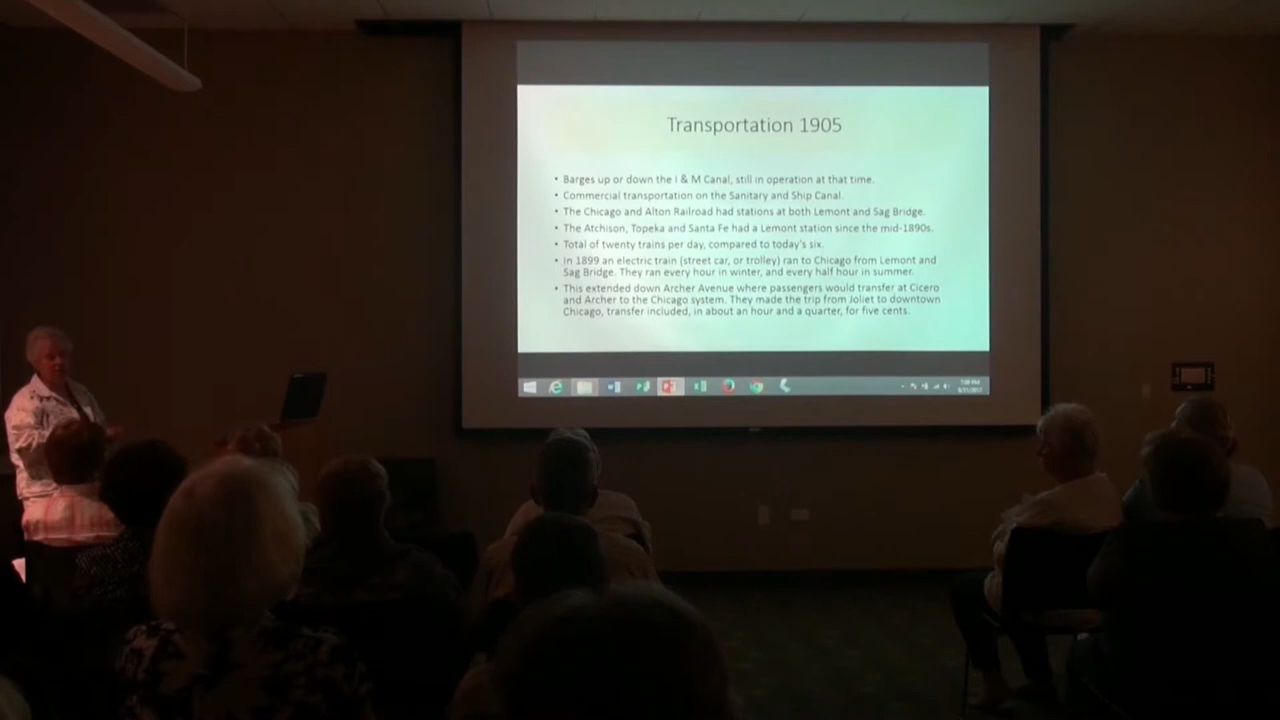 Transportation 1905
• Barges up or down the I & M Canal, still in operation at that time.
• Commercial transportation on the Sanitary and Ship Canal.
• The Chicago and Alton Railroad had stations at both Lemont and Sag Bridge.
• The Atchison, Topeka and Santa Fe had a Lemont station since the mid-1890s.
• Total of twenty trains per day, compared to today's six.
• In 1899 an electric train (street car, or trolley) ran to Chicago from Lemont and
Sag Bridge. They ran every hour in winter, and every half hour in summer.
• This extended down Archer Avenue where passengers would transfer at Cicero
and Archer to the Chicago system. They made the trip from Joliet to downtown
Chicago, transfer included, in about an hour and a quarter, for five cents.